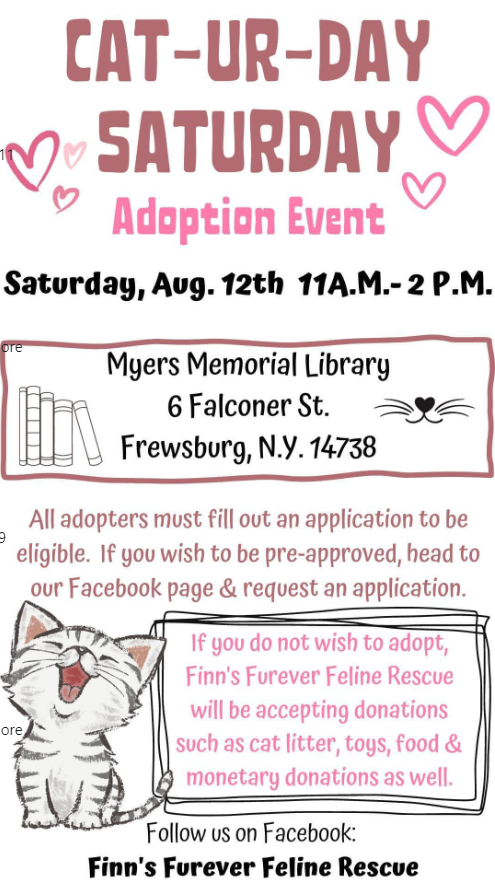 CAT-UR-DAY
SATURDAY
11
Adoption Event
Saturday, Aug. 12th 11A.M.- 2 P.M.
ore
Myers Memorial Library
6 Falconer St.
Frewsburg, N.Y. 14738
All adopters must fill out an application to be
9
eligible. If you wish to be pre-approved, head to
our Facebook page & request an application.
If you do not wish to adopt,
Finn's Furever Feline Rescue
will be accepting donations
ore
such as cat litter, toys, food &
monetary donations as well.
Follow us on Facebook:
Finn's Furever Feline Rescue